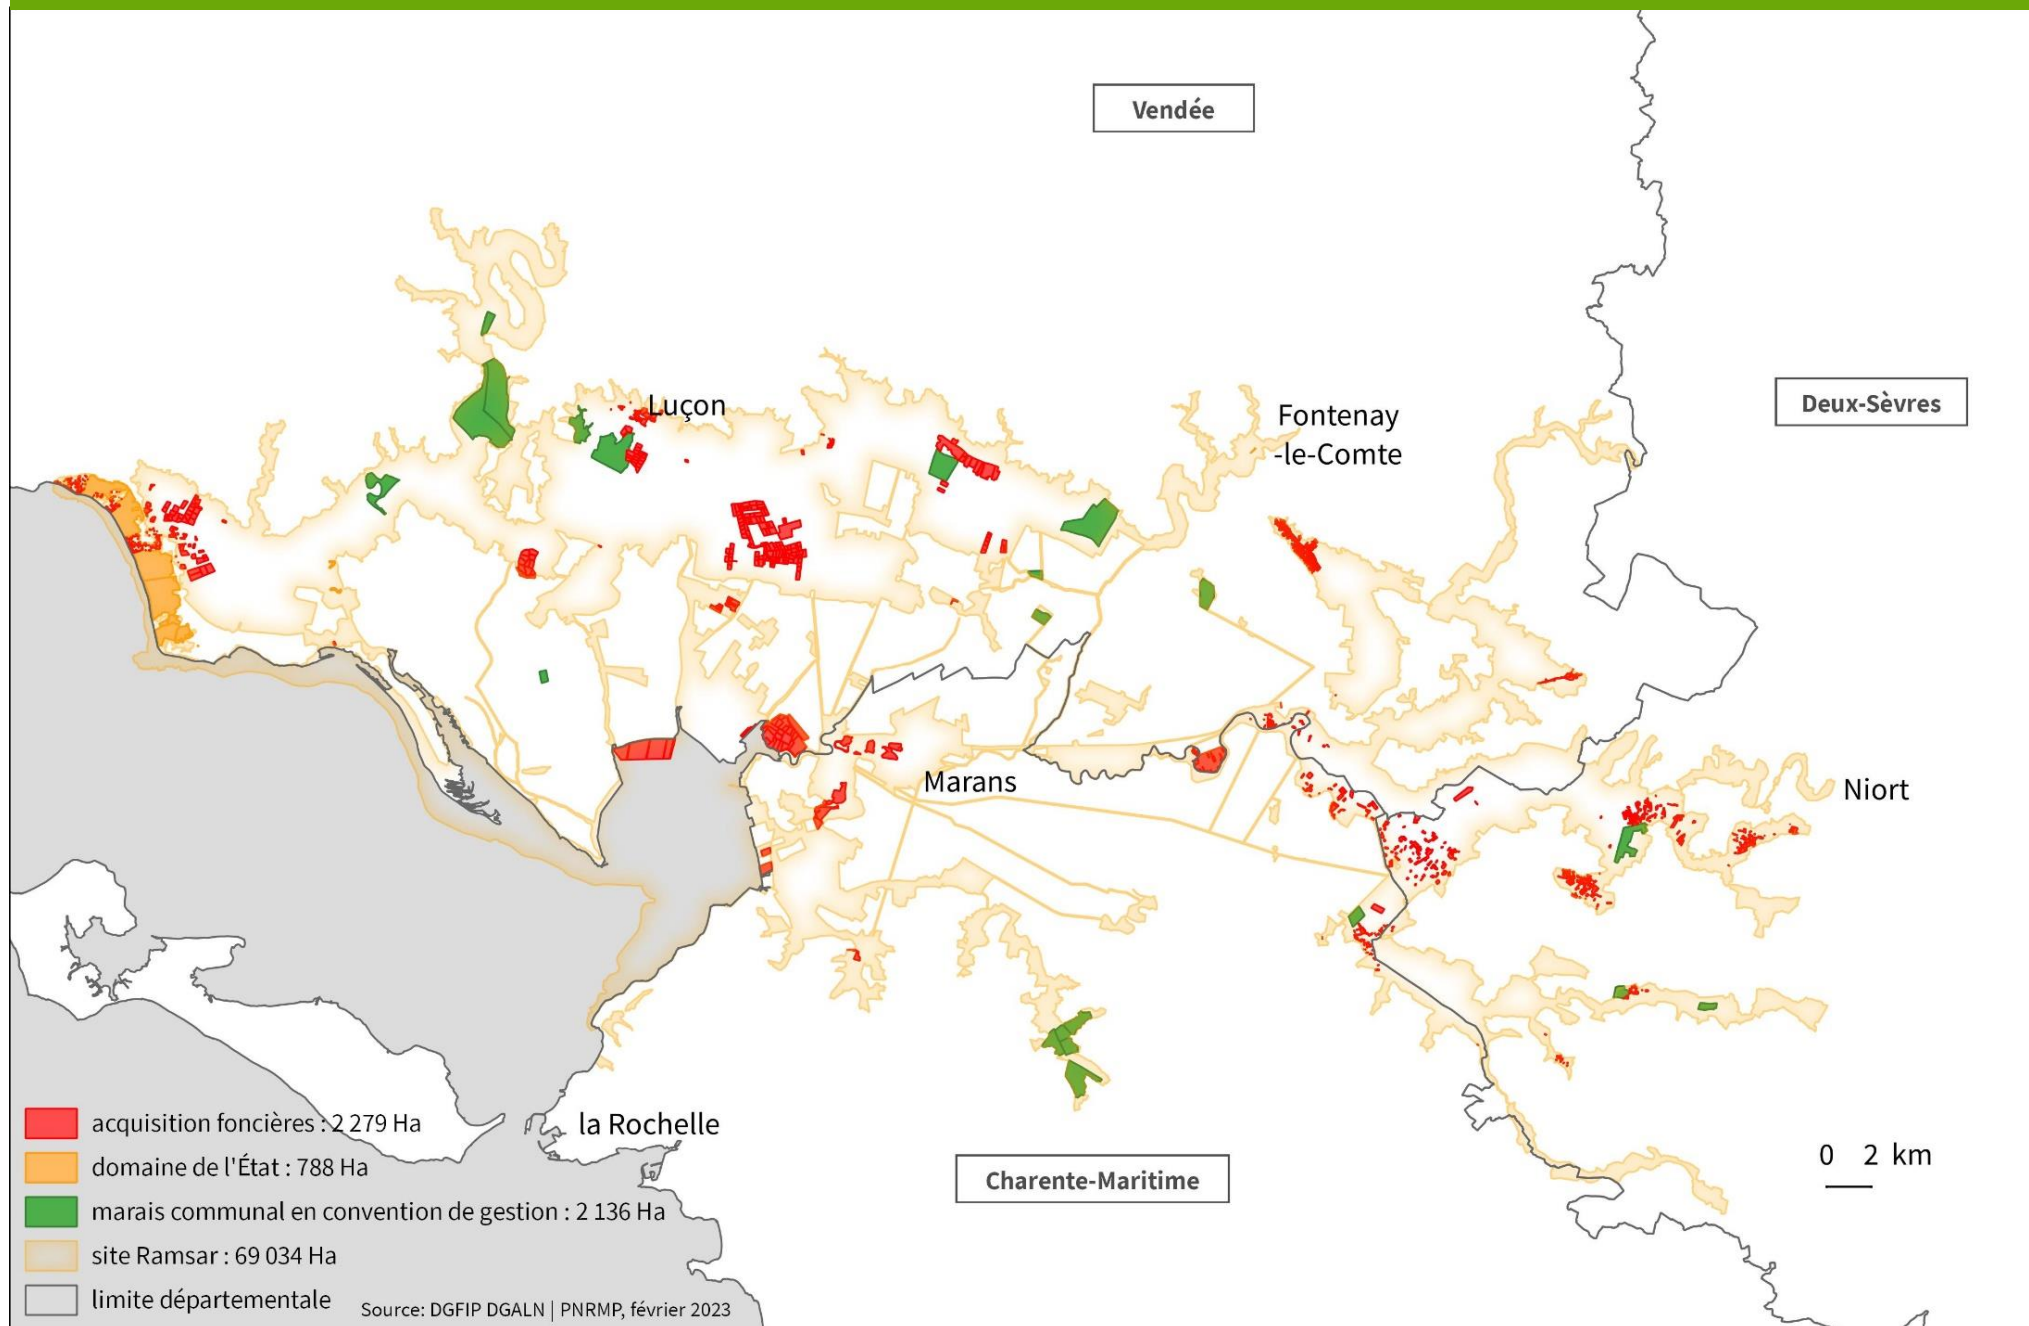 Vendée
Deux-Sèvres
Luçon
Fontenay
-le-Comte
Marans
Niort
la Rochelle
Charente-Maritime
0 2 km
acquisition foncières : 2 279 Ha
domaine de l'État : 788 Ha
marais communal en convention de gestion : 2 136 Ha
site Ramsar : 69 034 Ha
limite départementale
Source: DGFIP DGALN | PNRMP, février 2023